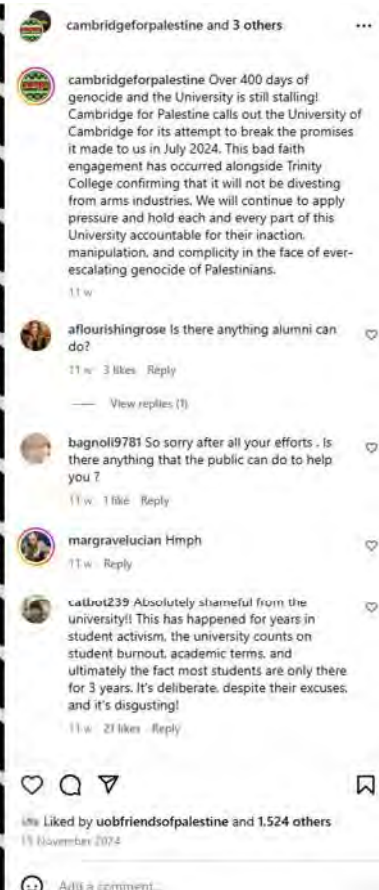 cambridgeforpalestine and 3 others
cambridgeforpalestine Over 400 days of
genocide and the University is still stalling!
Cambridge for Palestine calls out the University of
Cambridge for its attempt to break the promises
it made to us in July 2024. This bad faith
engagement has occurred alongside Trinity
College confirming that it will not be divesting
from arms industries. We will continue to apply
pressure and hold each and every part of this
University accountable for their inaction,
manipulation, and complicity in the face of ever-
escalating genocide of Palestinians.
11 w
aflourishingrose Is there anything alumni can
do?
11 w 3 likes Reply
View replies (1)
bagnoli9781 So sorry after all your efforts . Is
there anything that the public can do to help
you ?
11 w 1 like Reply
margravelucian Hmph
11 w Reply
catbot239 Absolutely shameful from the
university!! This has happened for years in
student activism, the university counts on
student burnout, academic terms, and
ultimately the fact most students are only there
for 3 years. It's deliberate, despite their excuses,
and it's disgusting!
11 w 21 likes Reply
Liked by uobfriendsofpalestine and 1,524 others
November 2024
Add a comment...